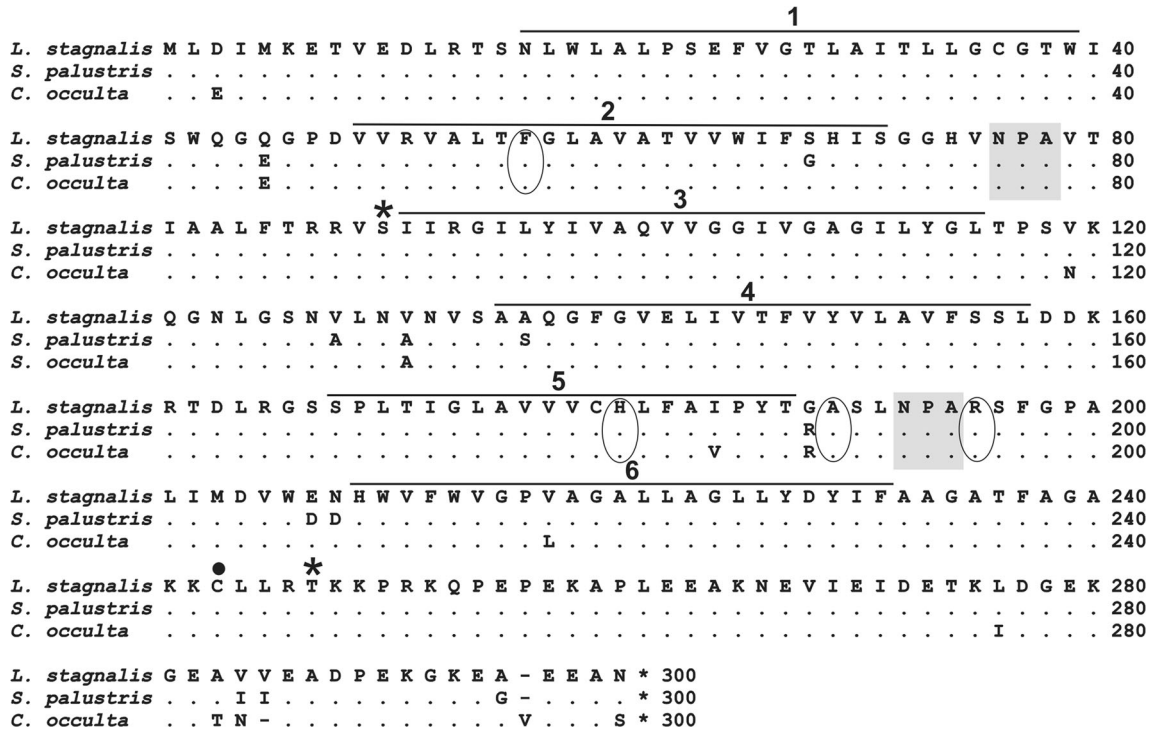 1
L. stagnalis M L D I M K E T V E D L R T S N L W L A L P S E F V G T L A I T L L G C G T W I 40
S. palustris . . . . . . . . . . . . . . . . . . . . . . . . . . . . . . . . . . . . . . . . 40
C. occulta . . E . . . . . . . . . . . . . . . . . . . . . . . . . . . . . . . . . . . . . 40
2
L. stagnalis S W Q G Q G P D V V R V A L T F G L A V A T V V W I F S H I S G G H V N P A V T 80
S. palustris . . . . E . . . . . . . . . . . . . . . . . . . . . . G . . . . . . . . . . . . 80
C. occulta . . . . E . . . . . . . . . . . . . . . . . . . . . . . . . . . . . . . . . . . 80
* 3
L. stagnalis I A A L F T R R V S I I R G I L Y I V A Q V V G G I V G A G I L Y G L T P S V K 120
S. palustris . . . . . . . . . . . . . . . . . . . . . . . . . . . . . . . . . . . . . . . . 120
C. occulta . . . . . . . . . . . . . . . . . . . . . . . . . . . . . . . . . . . . . . N . 120
4
L. stagnalis Q G N L G S N V L N V N V S A A Q G F G V E L I V T F V Y V L A V F S S L D D K 160
S. palustris . . . . . . . A . . A . . . . S . . . . . . . . . . . . . . . . . . . . . . . . 160
S. occulta . . . . . . . . . . A . . . . . . . . . . . . . . . . . . . . . . . . . . . . . 160
5
L. stagnalis R T D L R G S S P L T I G L A V V V C H L F A I P Y T G A S L N P A R S F G P A 200
S. palustris . . . . . . . . . . . . . . . . . . . . . . . . . . . R . . . . . . . . . . . . 200
C. occulta . . . . . . . . . . . . . . . . . . . . . . . V . . . R . . . . . . . . . . . . 200
6
L. stagnalis L I M D V W E N H W V F W V G P V A G A L L A G L L Y D Y I F A A G A T F A G A 240
S. palustris . . . . . . D D . . . . . . . . . . . . . . . . . . . . . . . . . . . . . . . . 240
C. occulta . . . . . . . . . . . . . . . . L . . . . . . . . . . . . . . . . . . . . . . . 240
● *
L. stagnalis K K C L L R T K K P R K Q P E P E K A P L E E A K N E V I E I D E T K L D G E K 280
S. palustris . . . . . . . . . . . . . . . . . . . . . . . . . . . . . . . . . . . . . . . . 280
C. occulta . . . . . . . . . . . . . . . . . . . . . . . . . . . . . . . . . . . I . . . . 280
L. stagnalis G E A V V E A D P E K G K E A - E E A N * 300
S. palustris . . . I I . . . . . . . . . G - . . . . * 300
C. occulta . . T N - . . . . . . . . . . V . . . S * 300